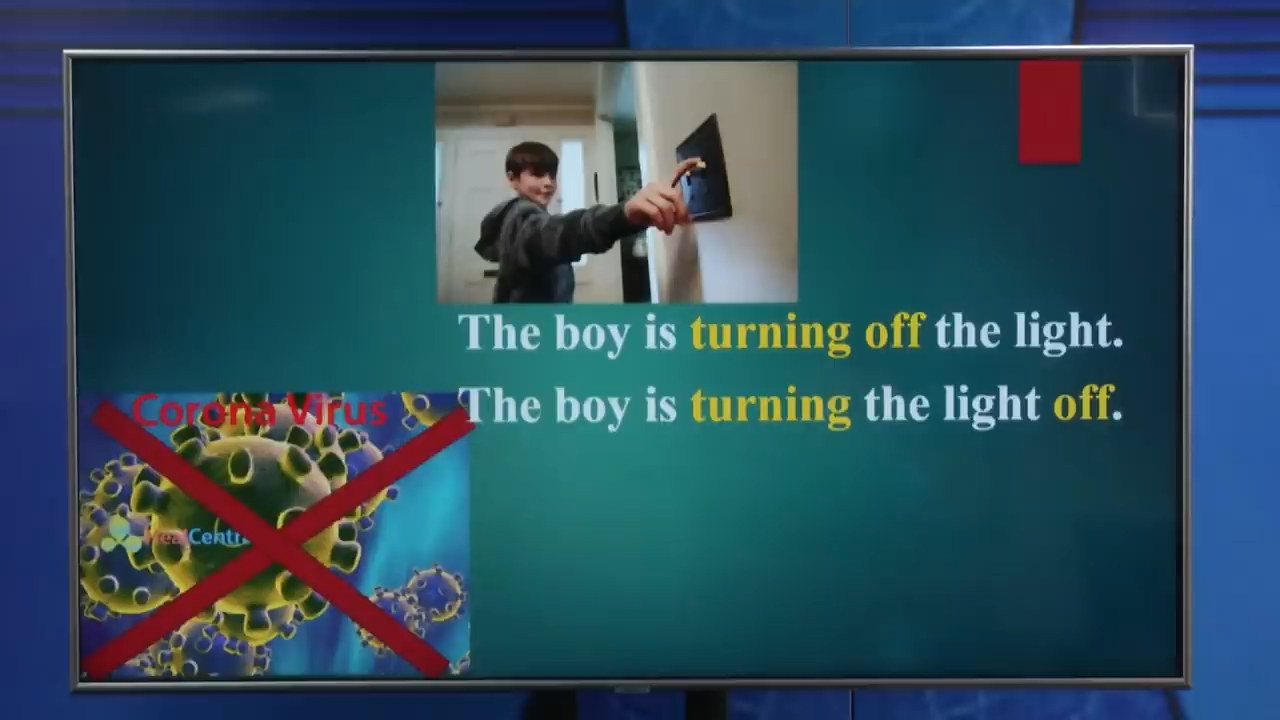 The boy is turning off the light.
The boy is turning the light off.
Corona Virus